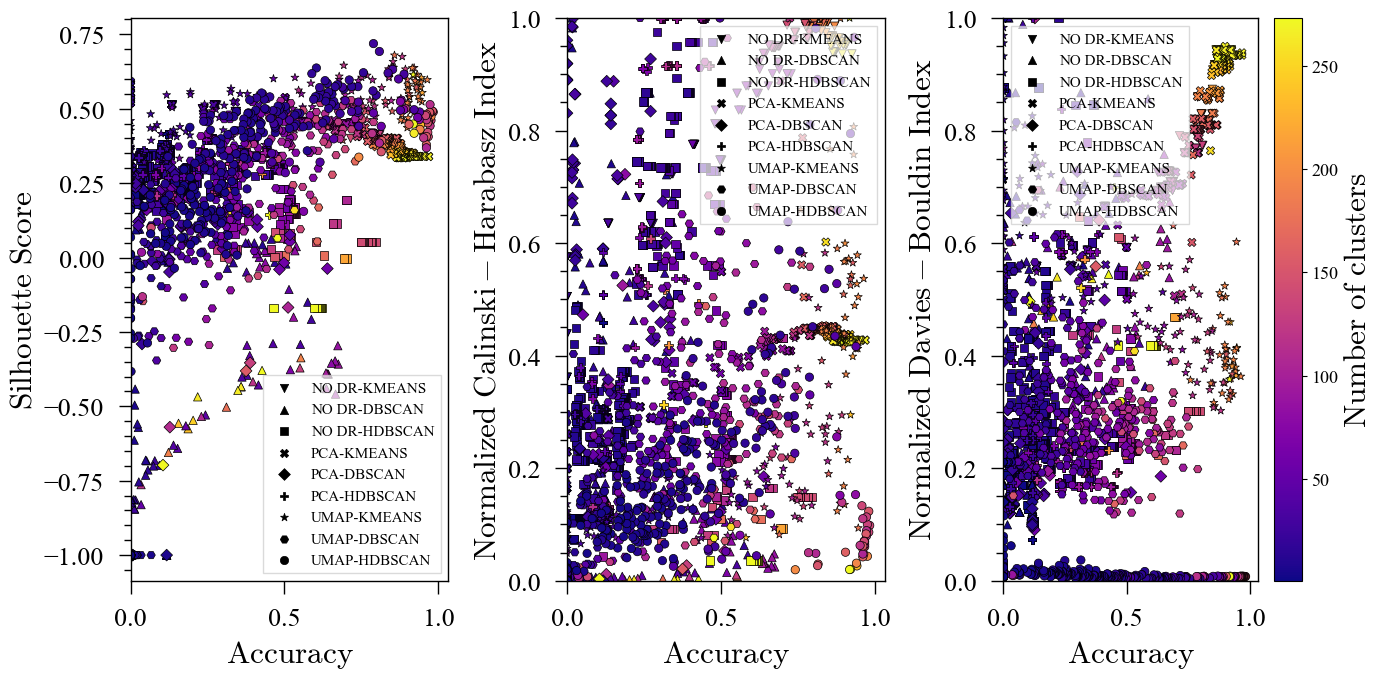 Silhouette Score
0.75
0.50
0.25
0.00
−0.25
−0.50
−0.75
−1.00
0.0
0.5
1.0
Accuracy
NO DR-KMEANS
NO DR-DBSCAN
NO DR-HDBSCAN
PCA-KMEANS
PCA-DBSCAN
PCA-HDBSCAN
UMAP-KMEANS
UMAP-DBSCAN
UMAP-HDBSCAN
Normalized Calinski − Harabasz Index
1.0
0.8
0.6
0.4
0.2
0.0
0.0
0.5
1.0
Accuracy
NO DR-KMEANS
NO DR-DBSCAN
NO DR-HDBSCAN
PCA-KMEANS
PCA-DBSCAN
PCA-HDBSCAN
UMAP-KMEANS
UMAP-DBSCAN
UMAP-HDBSCAN
Normalized Davies − Bouldin Index
1.0
0.8
0.6
0.4
0.2
0.0
0.0
0.5
1.0
Accuracy
NO DR-KMEANS
NO DR-DBSCAN
NO DR-HDBSCAN
PCA-KMEANS
PCA-DBSCAN
PCA-HDBSCAN
UMAP-KMEANS
UMAP-DBSCAN
UMAP-HDBSCAN
250
200
150
100
50
Number of clusters